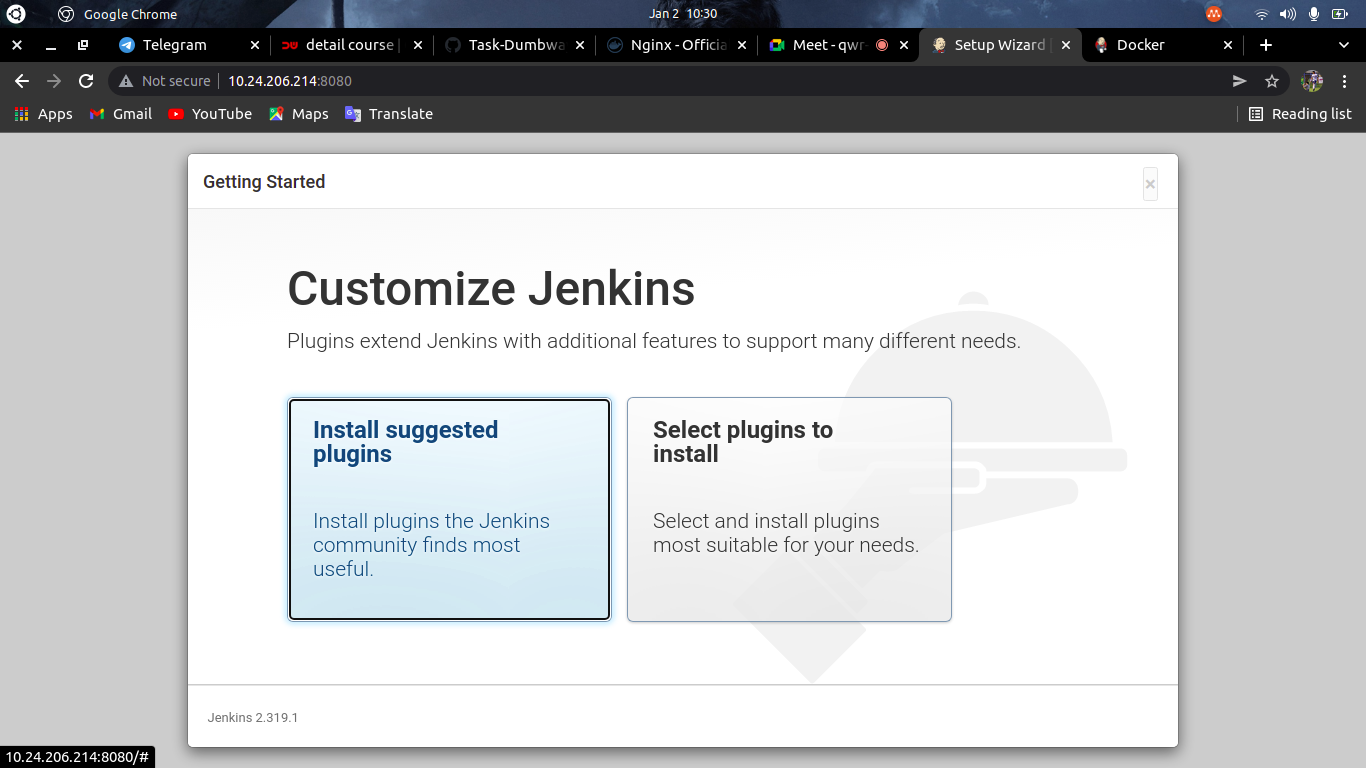 Google Chrome
Jan 2 10:30
Telegram
detail course |
Task-Dumbwa
Nginx - Officia
Meet - qwr-
Setup Wizard |
Docker
Not secure
10.24.206.214:8080
Apps
Gmail
YouTube
Maps
Translate
Reading list
Getting Started
×
Customize Jenkins
Plugins extend Jenkins with additional features to support many different needs.
Install suggested
plugins
Install plugins the Jenkins
community finds most
useful.
Select plugins to
install
Select and install plugins
most suitable for your needs.
Jenkins 2.319.1
10.24.206.214:8080/#